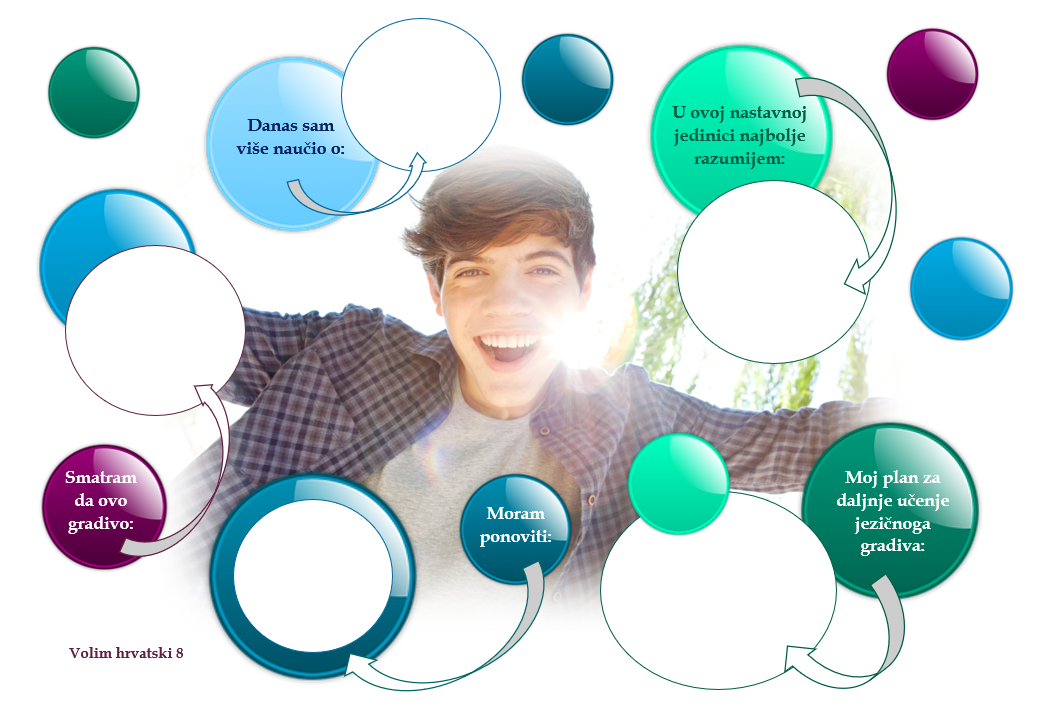 Danas sam
više naučio o:
U ovoj nastavnoj
jedinici najbolje
razumijem:
Smatram
da ovo
gradivo:
Moram
ponoviti:
Moj plan za
daljnje učenje
jezičnoga
gradiva:
Volim hrvatski 8